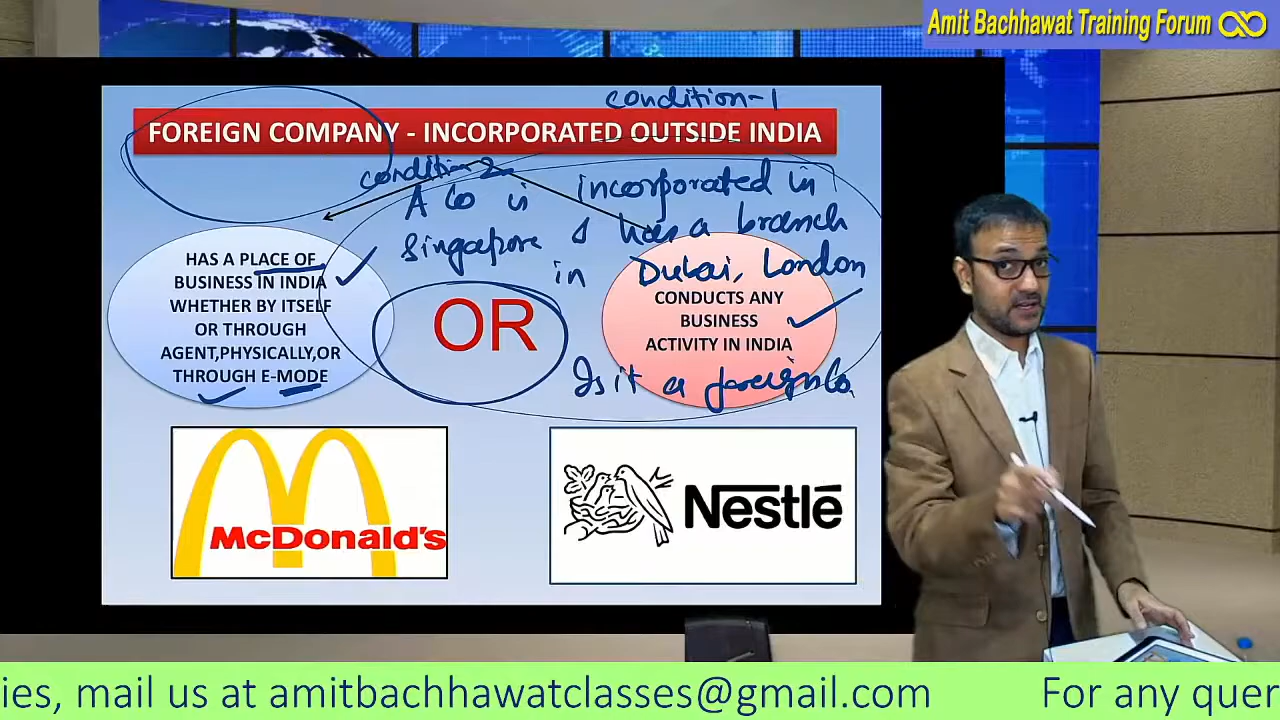 Amit Bachhawat Training Forum
condition-1
FOREIGN COMPANY - INCORPORATED OUTSIDE INDIA
condition 2
A Co is incorporated in
Singapore & has a branch
in Dubai, London
HAS A PLACE OF
BUSINESS IN INDIA
WHETHER BY ITSELF
OR THROUGH
AGENT,PHYSICALLY,OR
THROUGH E-MODE
OR
CONDUCTS ANY
BUSINESS
ACTIVITY IN INDIA
Is it a foreign Co.
McDonald's
Nestlé
ies, mail us at amitbachhawatclasses@gmail.com For any quer